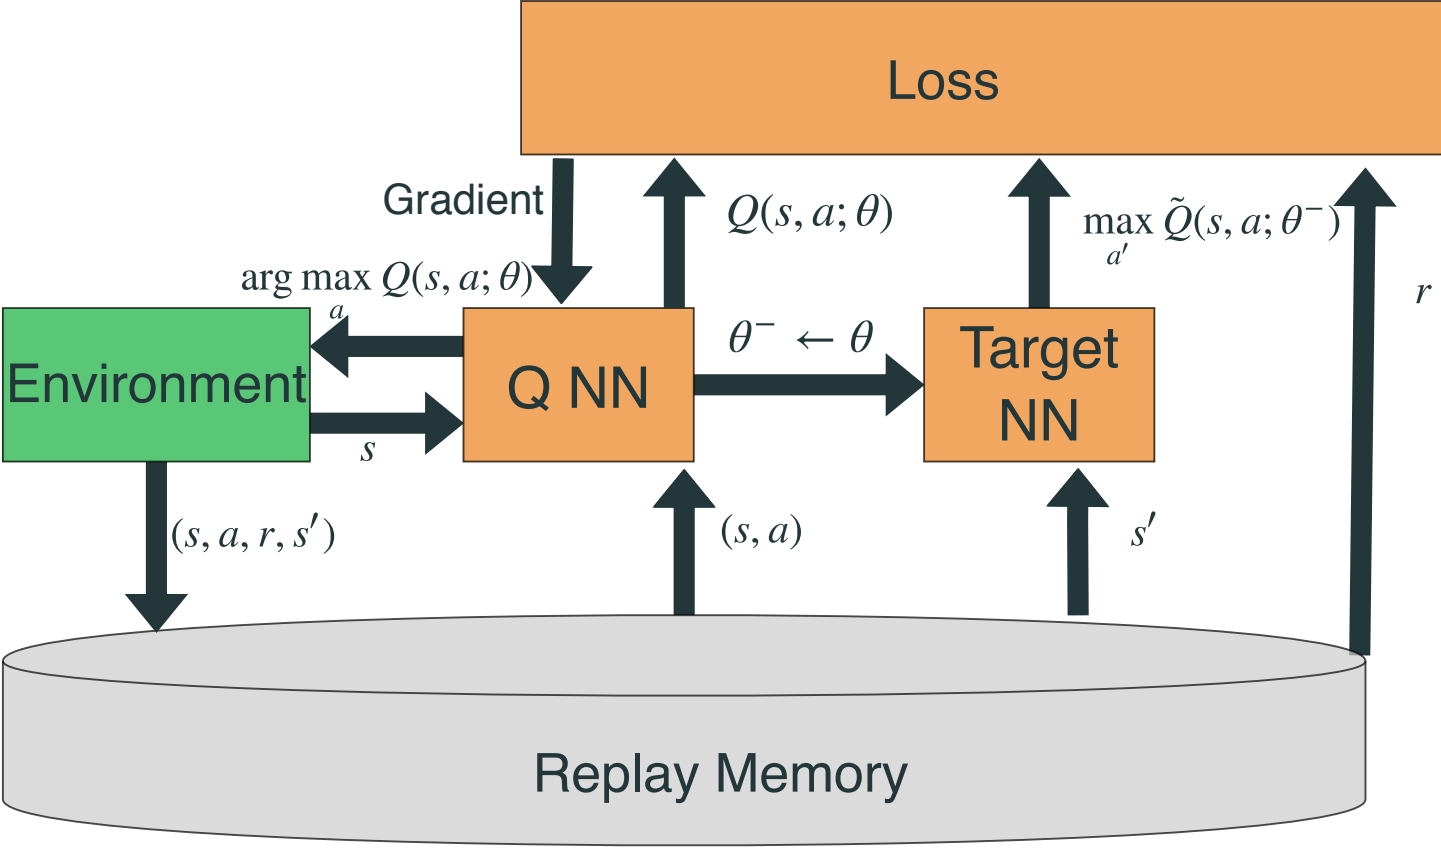 Loss
Gradient
Q(s, a; θ)
max Q̃(s, a; θ⁻)
a′
r
arg max Q(s, a; θ)
a
θ⁻ ← θ
Environment
Q NN
Target
NN
s
(s, a, r, s′)
(s, a)
s′
Replay Memory